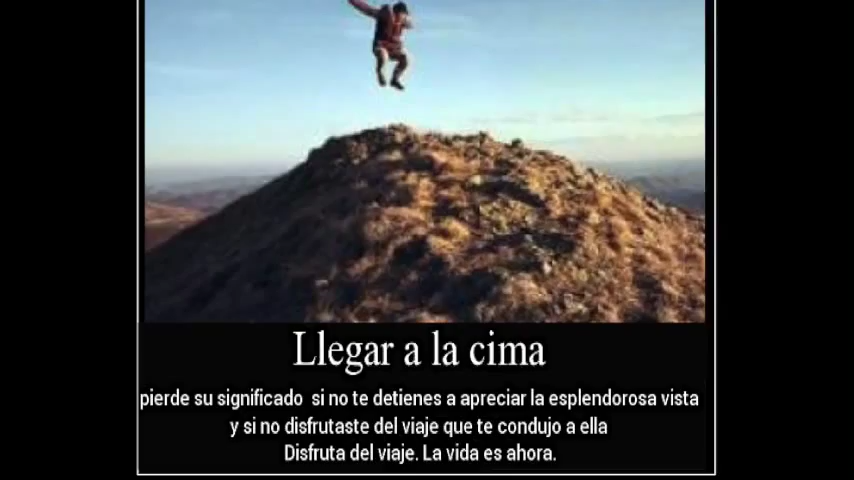 Llegar a la cima
pierde su significado si no te detienes a apreciar la esplendorosa vista
y si no disfrutaste del viaje que te condujo a ella
Disfruta del viaje. La vida es ahora.